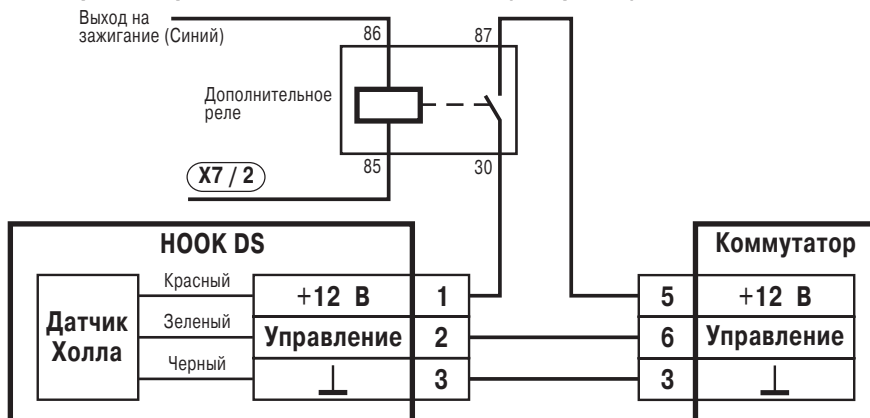 Выход на
зажигание (Синий)
86
87
Дополнительное
реле
85
30
X7 / 2
HOOK DS
Коммутатор
Датчик
Холла
Красный
+12 В
1
5
+12 В
Зеленый
Управление
2
6
Управление
Черный
3
3